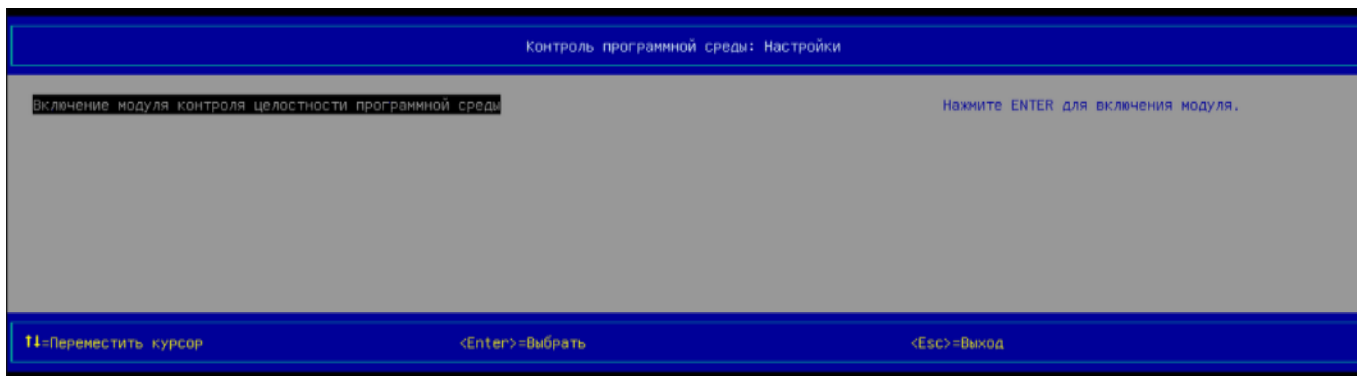 Контроль программной среды: Настройки
Включение модуля контроля целостности программной среды
Нажмите ENTER для включения модуля.
↑↓=Переместить курсор <Enter>=Выбрать <Esc>=Выход